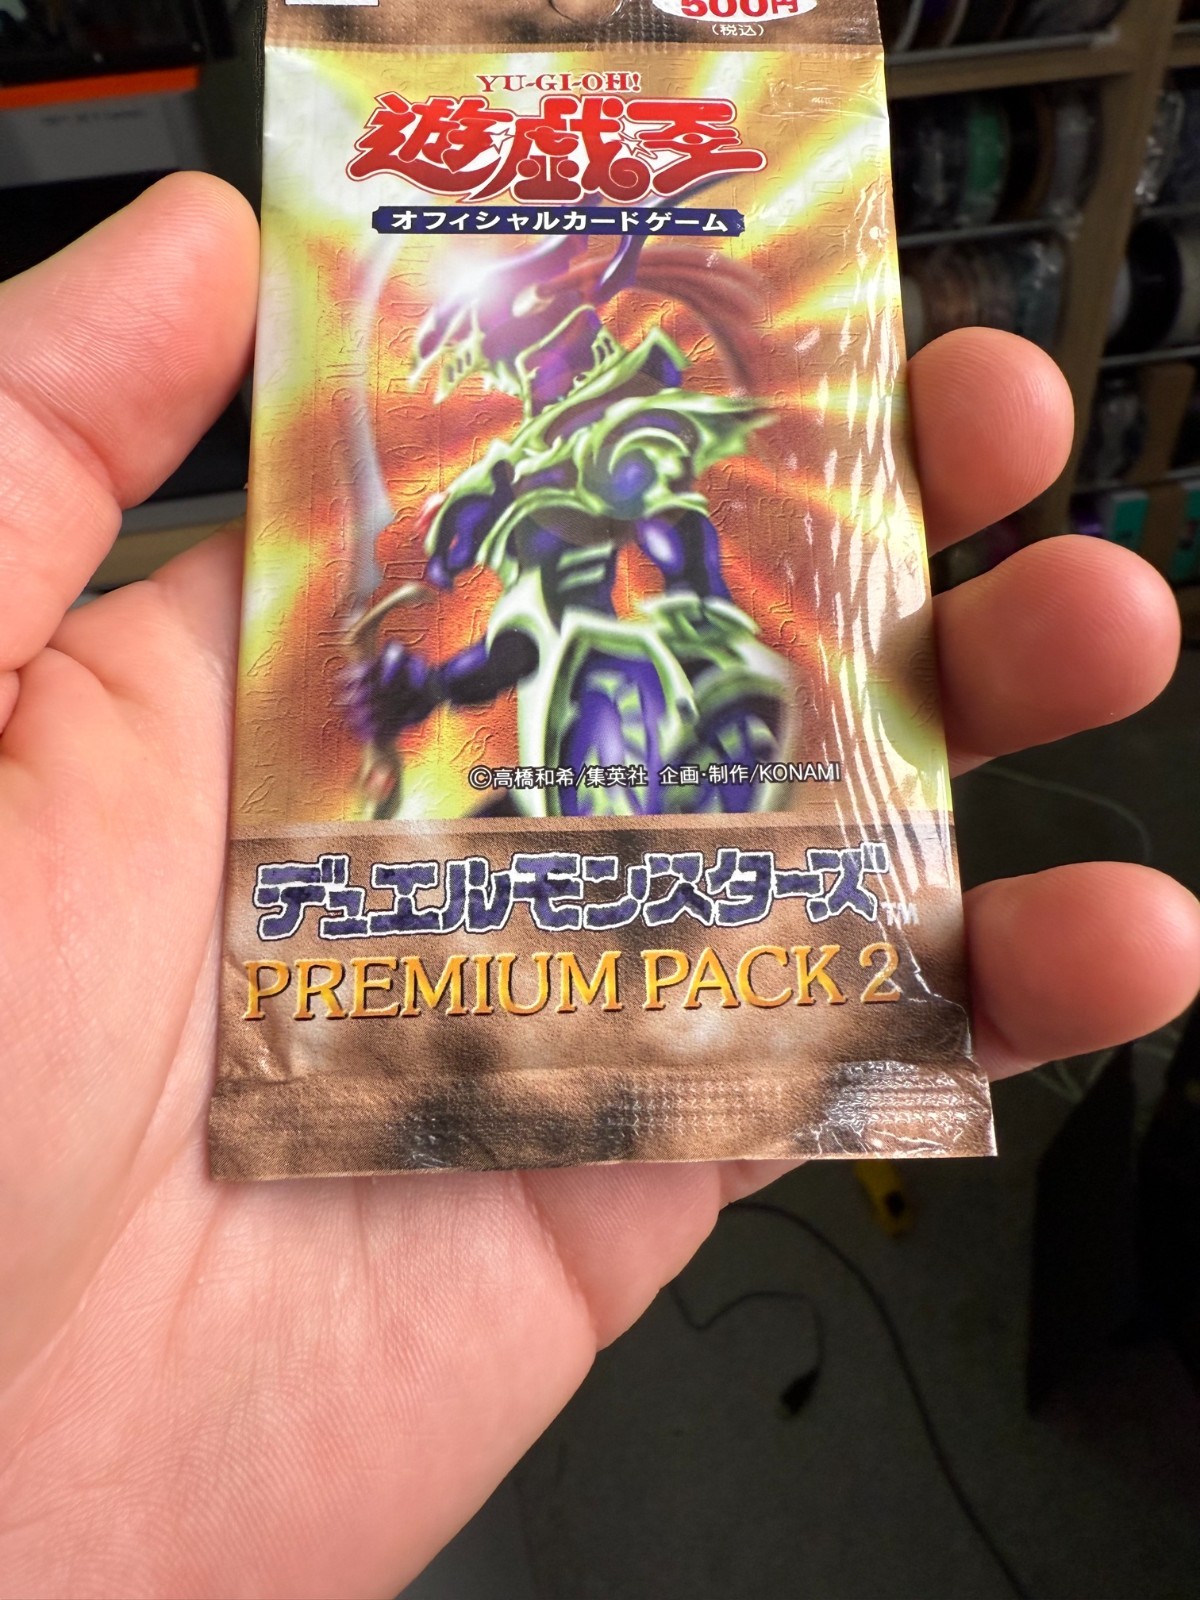 500円
(税込)
YU-GI-OH!
遊戯王
オフィシャルカードゲーム
©高橋和希/集英社 企画・制作/KONAMI
デュエルモンスターズ™
PREMIUM PACK 2